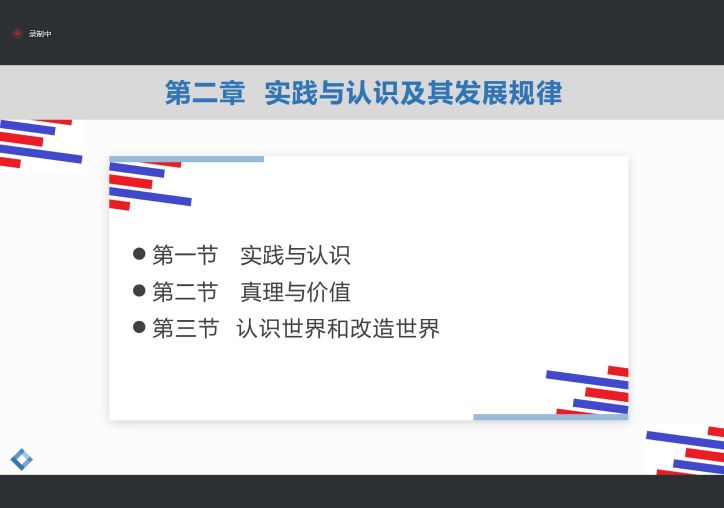 录制中
第二章 实践与认识及其发展规律
●第一节 实践与认识
●第二节 真理与价值
●第三节 认识世界和改造世界